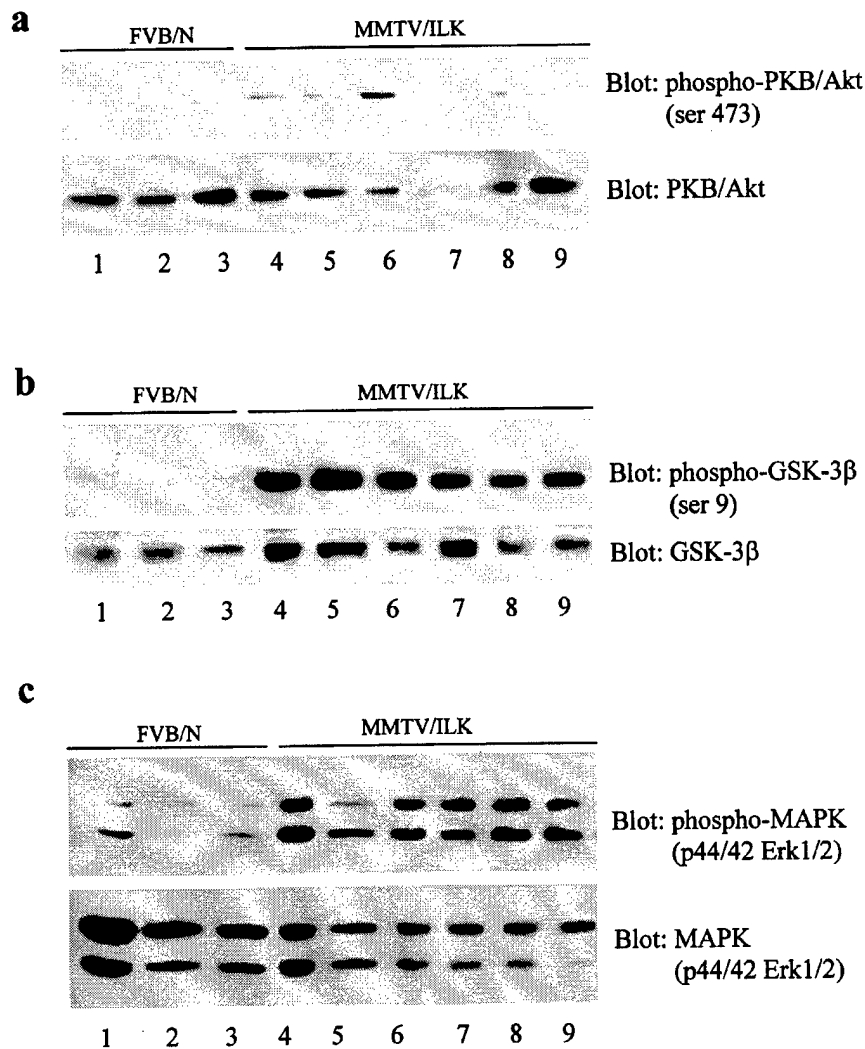 a
FVB/N MMTV/ILK
Blot: phospho-PKB/Akt
(ser 473)
Blot: PKB/Akt
1 2 3 4 5 6 7 8 9
b
FVB/N MMTV/ILK
Blot: phospho-GSK-3β
(ser 9)
Blot: GSK-3β
1 2 3 4 5 6 7 8 9
c
FVB/N MMTV/ILK
Blot: phospho-MAPK
(p44/42 Erk1/2)
Blot: MAPK
(p44/42 Erk1/2)
1 2 3 4 5 6 7 8 9